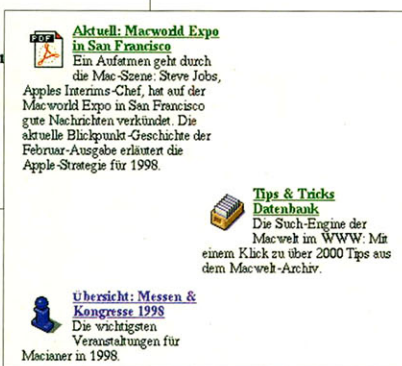 PDF
Aktuell: Macworld Expo
in San Francisco
Ein Aufatmen geht durch
die Mac-Szene: Steve Jobs,
Apples Interims-Chef, hat auf der
Macworld Expo in San Francisco
gute Nachrichten verkündet. Die
aktuelle Blickpunkt-Geschichte der
Februar-Ausgabe erläutert die
Apple-Strategie für 1998.
Tips & Tricks
Datenbank
Die Such-Engine der
Macwelt im WWW: Mit
einem Klick zu über 2000 Tips aus
dem Macwelt-Archiv.
Übersicht: Messen &
Kongresse 1998
Die wichtigsten
Veranstaltungen für
Macianer in 1998.